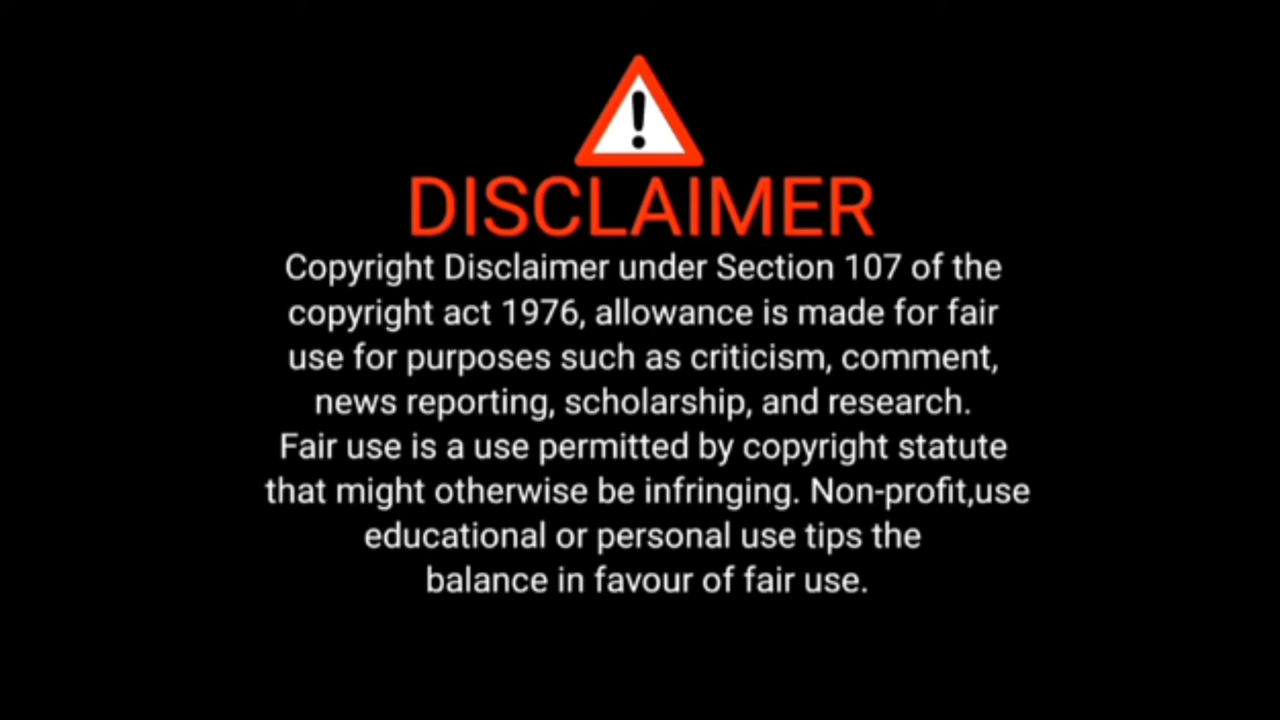 DISCLAIMER
Copyright Disclaimer under Section 107 of the
copyright act 1976, allowance is made for fair
use for purposes such as criticism, comment,
news reporting, scholarship, and research.
Fair use is a use permitted by copyright statute
that might otherwise be infringing. Non-profit,use
educational or personal use tips the
balance in favour of fair use.